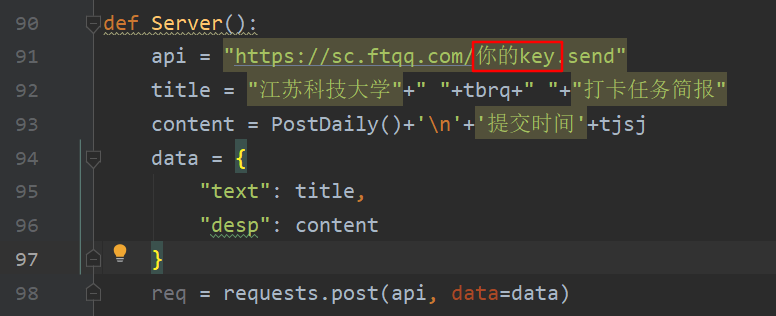 90 def Server():
91 api = "https://sc.ftqq.com/你的key.send"
92 title = "江苏科技大学"+" "+tbrq+" "+"打卡任务简报"
93 content = PostDaily()+'\n'+'提交时间'+tjsj
94 data = {
95 "text": title,
96 "desp": content
97 }
98 req = requests.post(api, data=data)